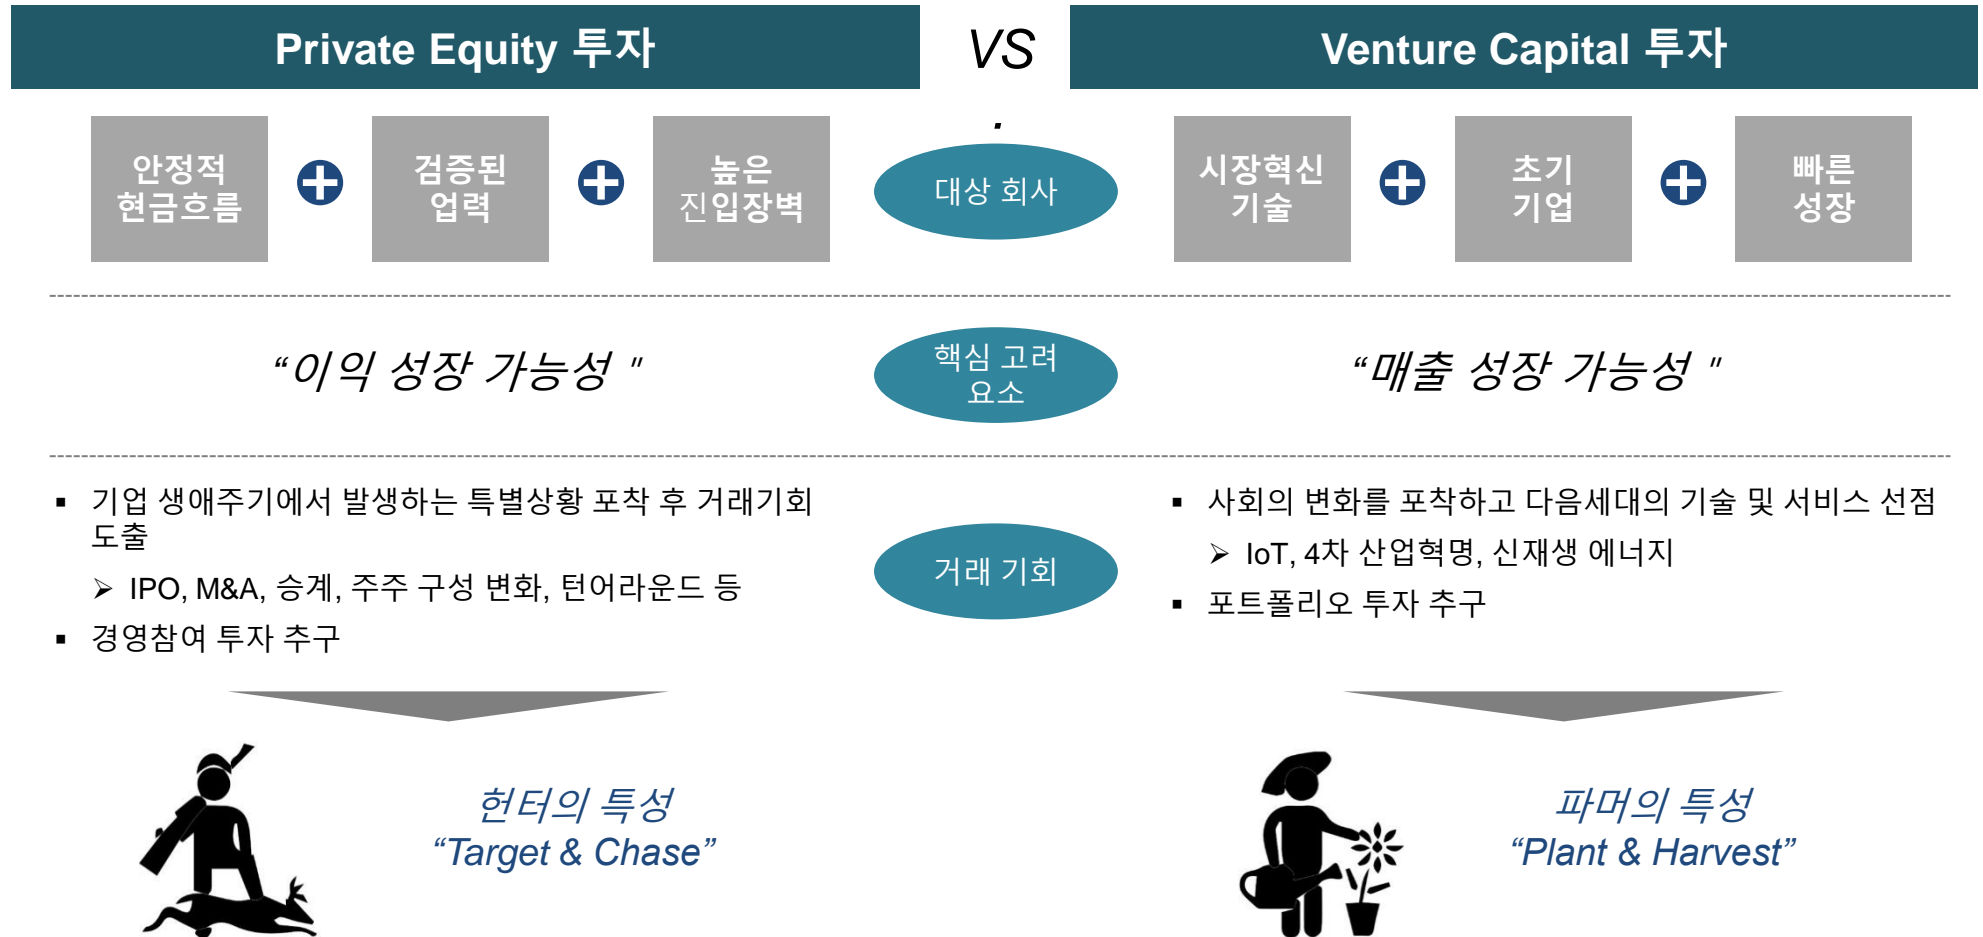 Private Equity 투자
VS
.
Venture Capital 투자
안정적
현금흐름
검증된
업력
높은
진입장벽
대상 회사
시장혁신
기술
초기
기업
빠른
성장
“이익 성장 가능성 "
핵심 고려
요소
“매출 성장 가능성 "
▪ 기업 생애주기에서 발생하는 특별상황 포착 후 거래기회
도출
➢ IPO, M&A, 승계, 주주 구성 변화, 턴어라운드 등
▪ 경영참여 투자 추구
거래 기회
▪ 사회의 변화를 포착하고 다음세대의 기술 및 서비스 선점
➢ IoT, 4차 산업혁명, 신재생 에너지
▪ 포트폴리오 투자 추구
헌터의 특성
“Target & Chase”
파머의 특성
“Plant & Harvest”